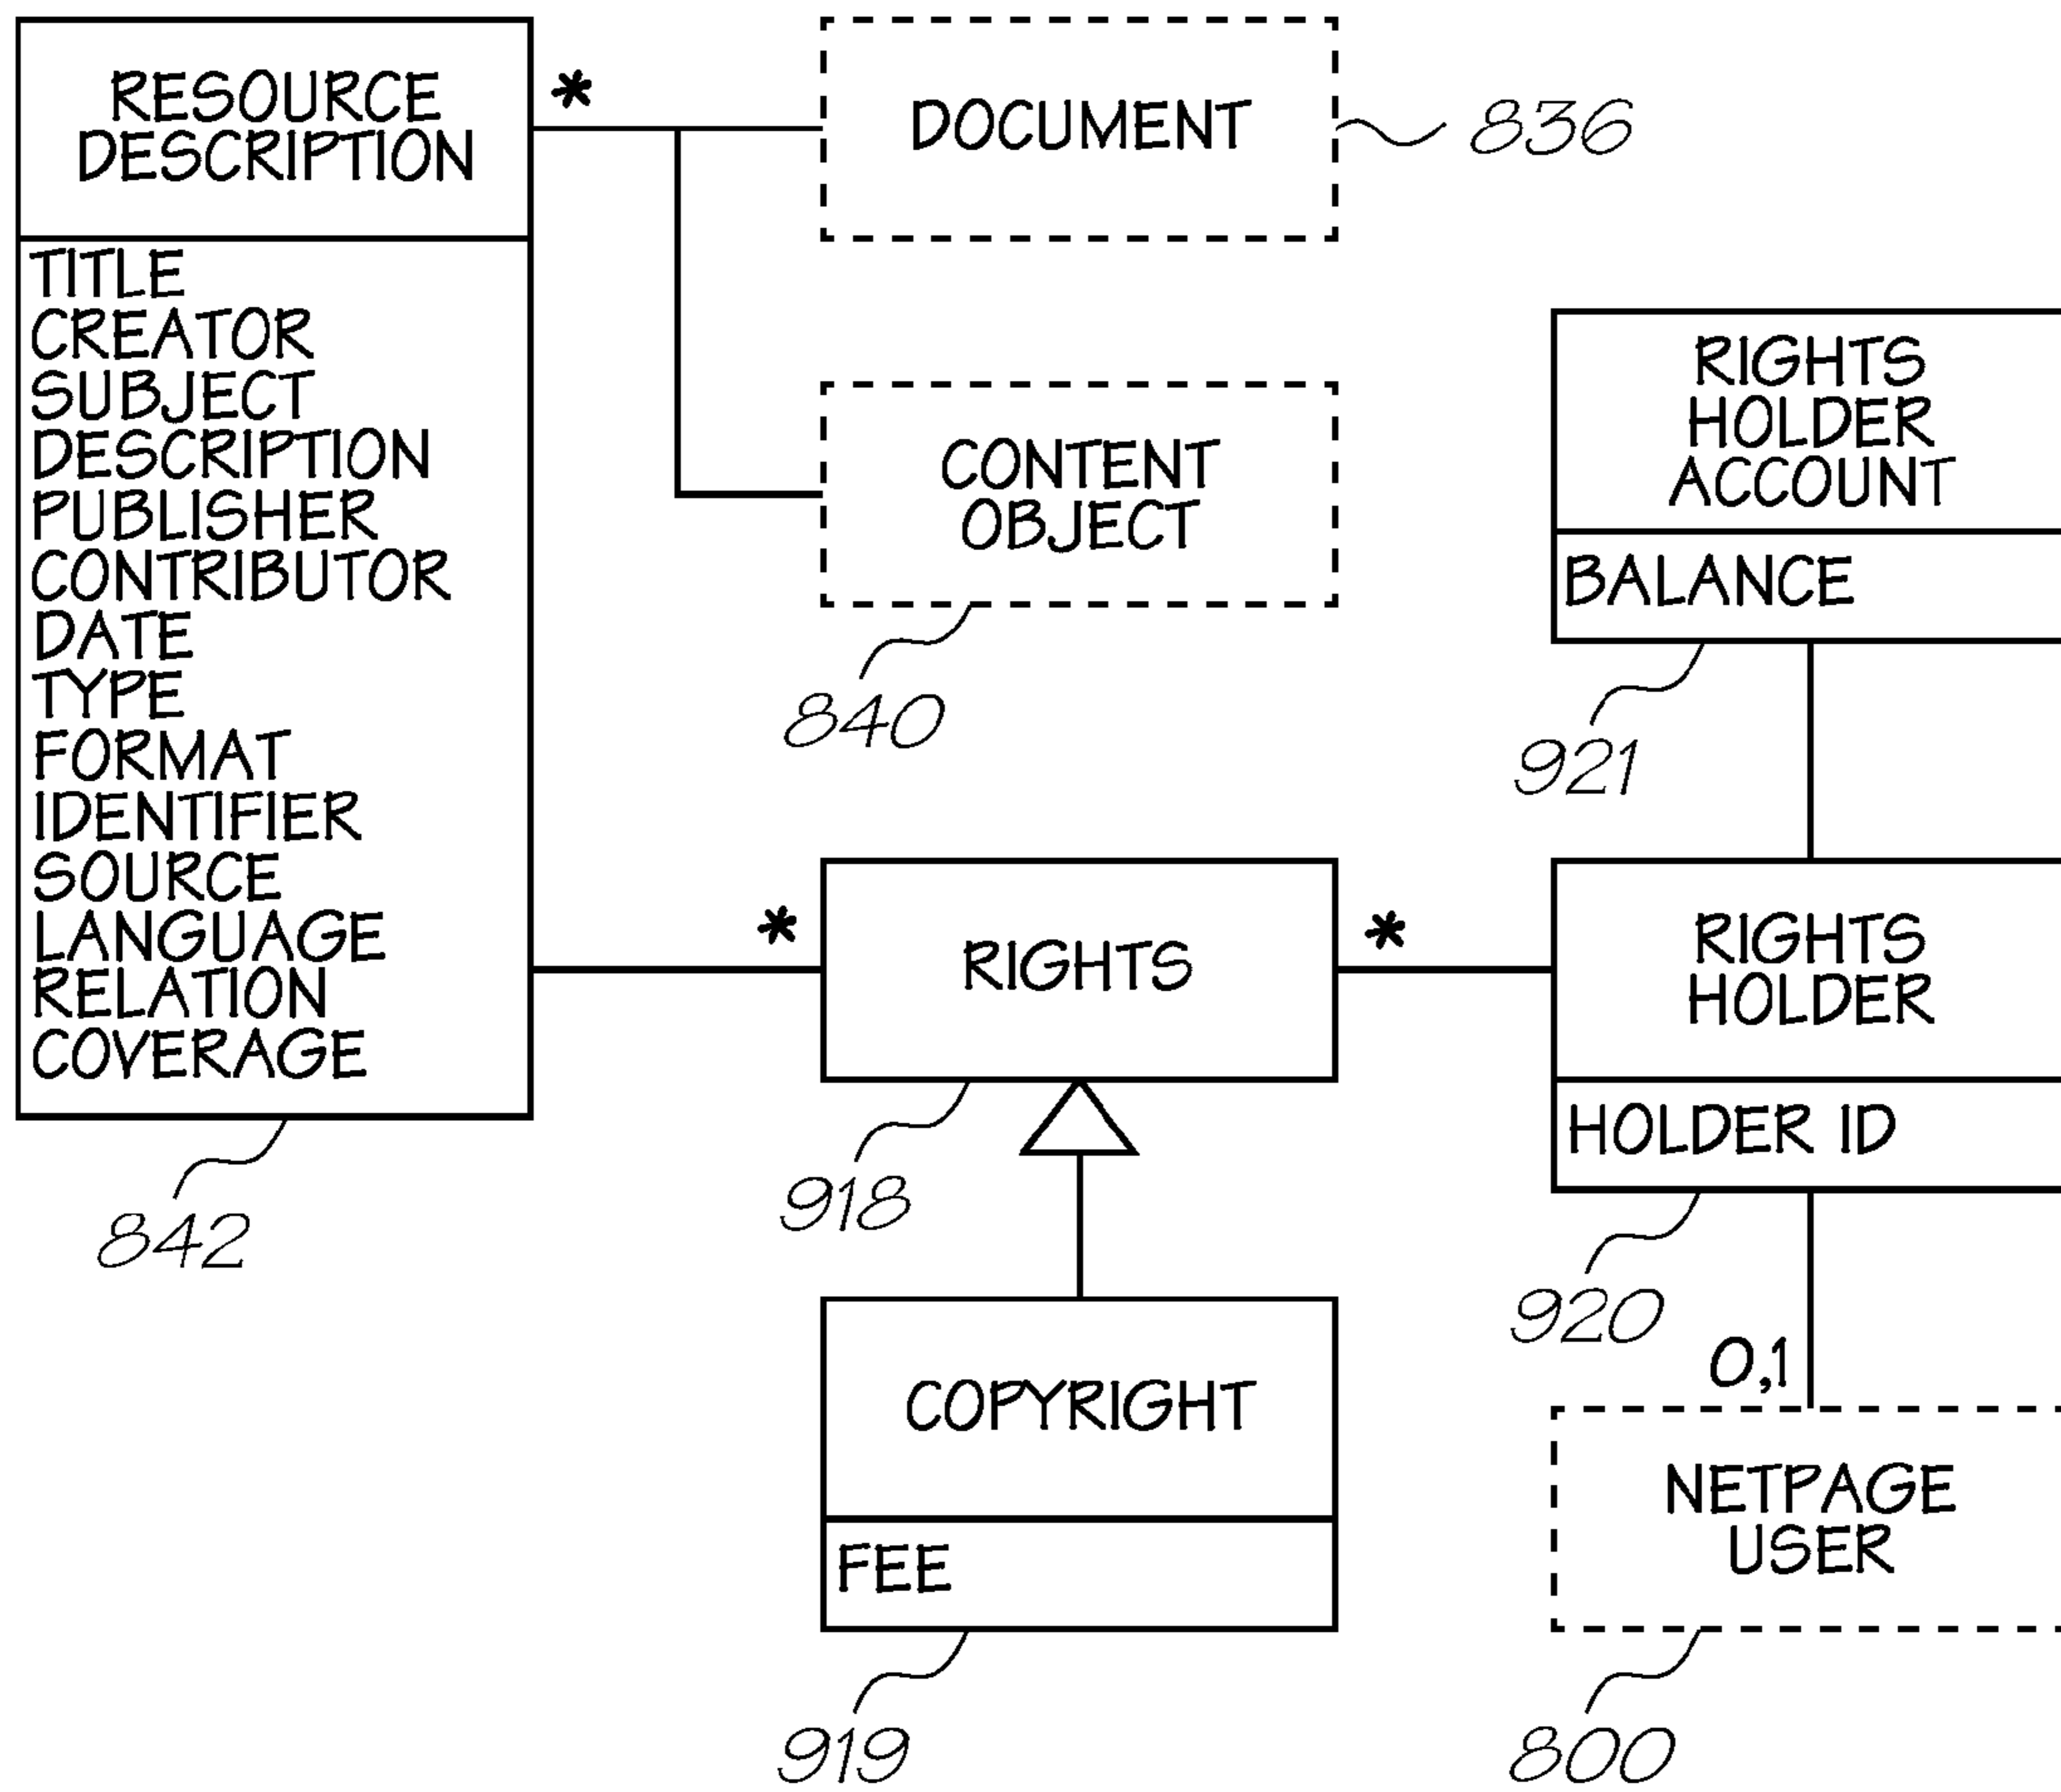 RESOURCE
DESCRIPTION
*
TITLE
CREATOR
SUBJECT
DESCRIPTION
PUBLISHER
CONTRIBUTOR
DATE
TYPE
FORMAT
IDENTIFIER
SOURCE
LANGUAGE
RELATION
COVERAGE
842
DOCUMENT
836
CONTENT
OBJECT
840
RIGHTS
HOLDER
ACCOUNT
BALANCE
921
*
RIGHTS
*
918
RIGHTS
HOLDER
HOLDER ID
920
COPYRIGHT
FEE
919
0,1
NETPAGE
USER
800